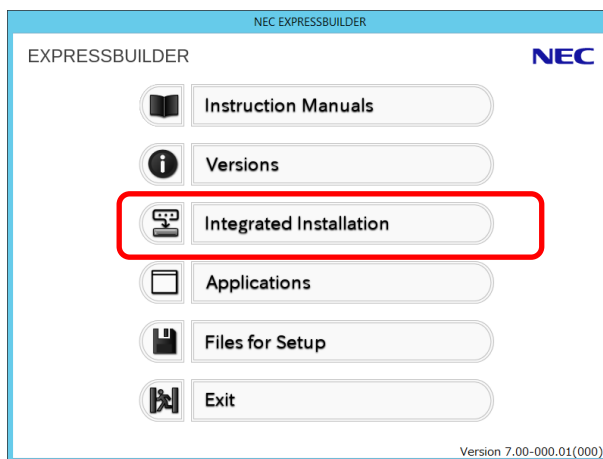 NEC EXPRESSBUILDER
EXPRESSBUILDER NEC
Instruction Manuals
Versions
Integrated Installation
Applications
Files for Setup
Exit
Version 7.00-000.01(000)